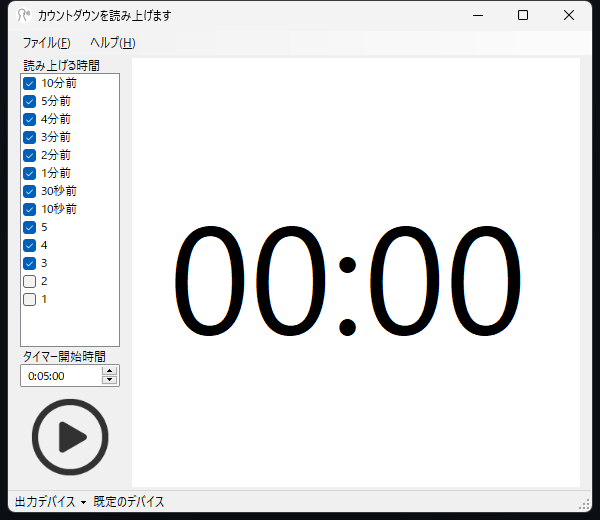 カウントダウンを読み上げます
ファイル(F) ヘルプ(H)
読み上げる時間
10分前
5分前
4分前
3分前
2分前
1分前
30秒前
10秒前
5
4
3
2
1
00:00
タイマー開始時間
0:05:00
出力デバイス 既定のデバイス